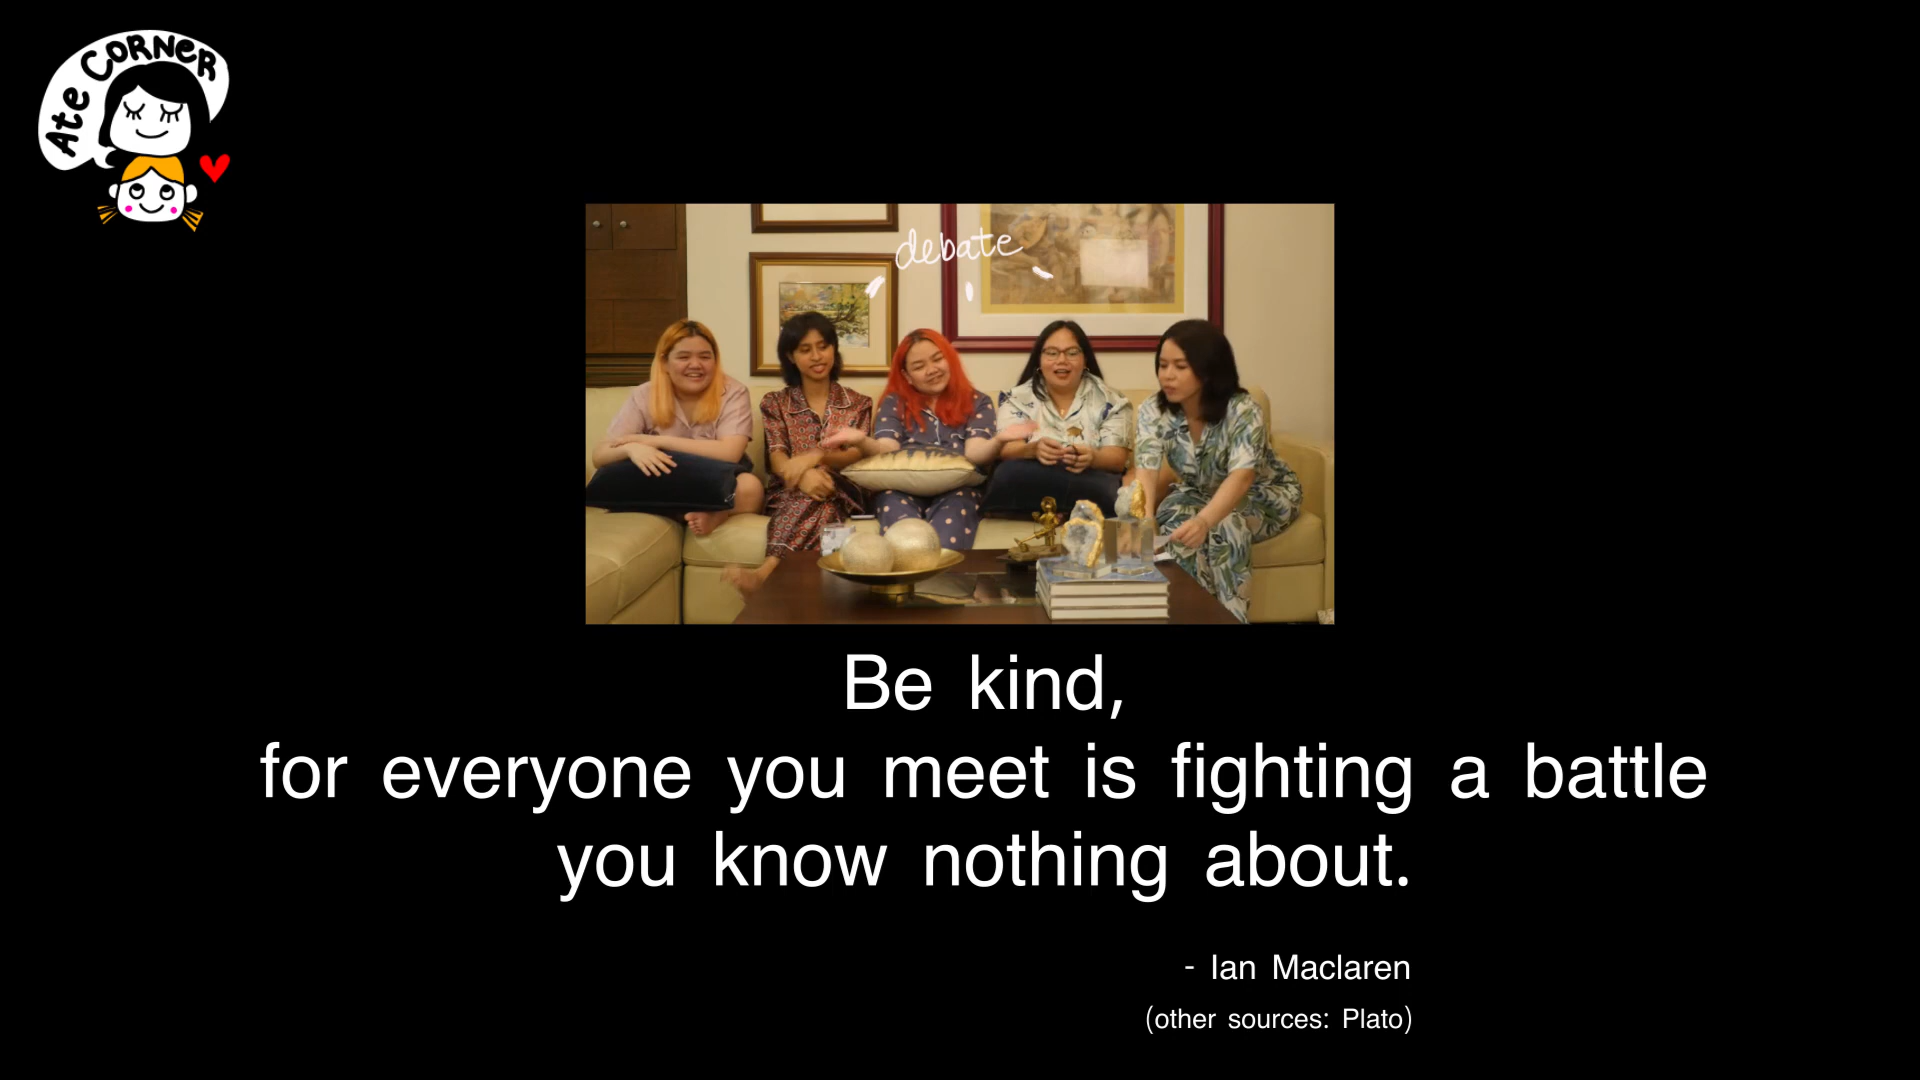 Ate CORNER
debate
Be kind,
for everyone you meet is fighting a battle
you know nothing about.
- Ian Maclaren
(other sources: Plato)